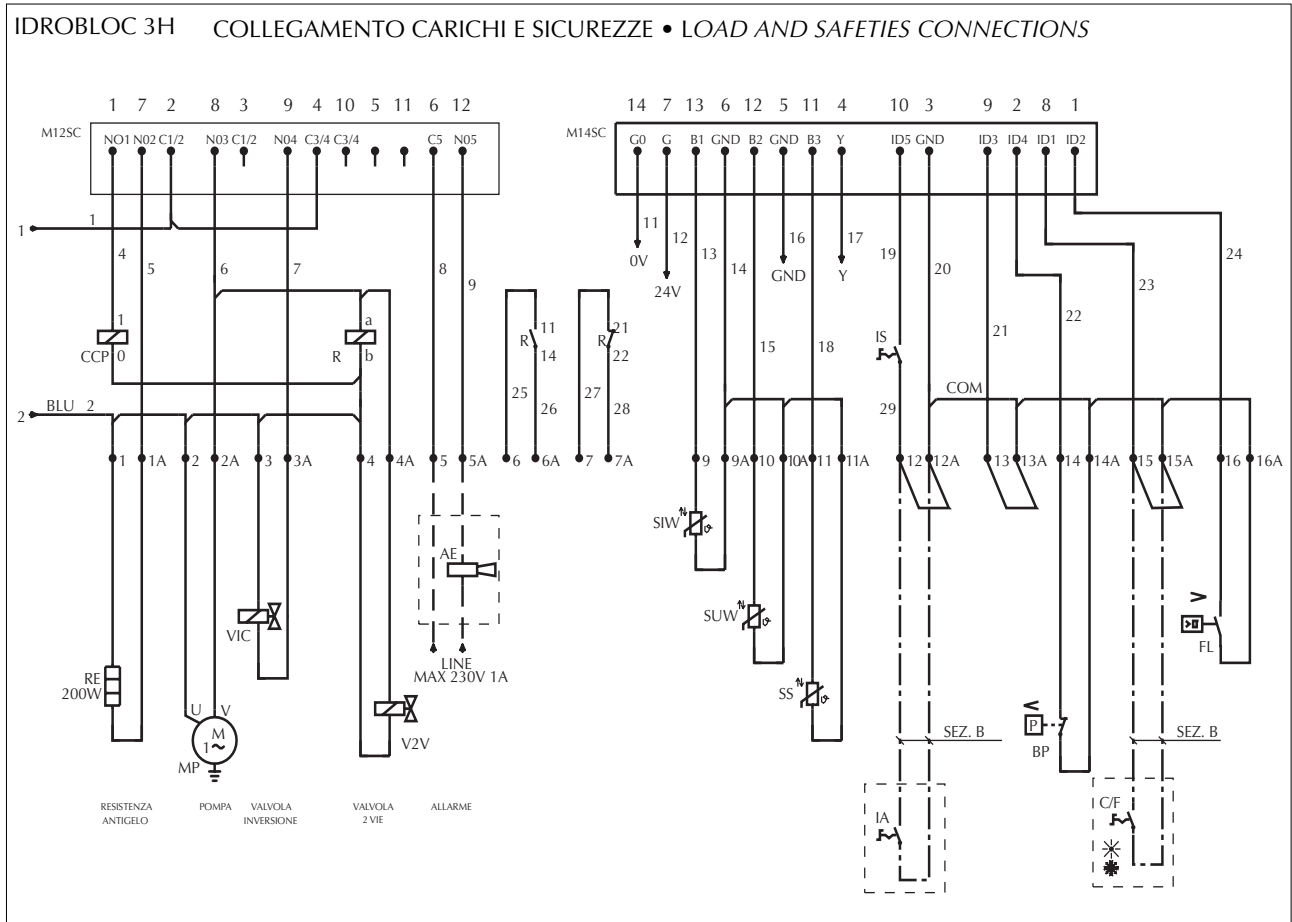 IDROBLOC 3H COLLEGAMENTO CARICHI E SICUREZZE • LOAD AND SAFETIES CONNECTIONS
1 7 2 8 3 9 4 10 5 11 6 12
14 7 13 6 12 5 11 4 10 3 9 2 8 1
M12SC
NO1 N02 C1/2 N03 C1/2 N04 C3/4 C3/4 C5 N05
M14SC
G0 G B1 GND B2 GND B3 Y ID5 GND ID3 ID4 ID1 ID2
1 1
4 5 6 7 8 9
11 12 13 14 16 17 19 20 24
0V 24V GND Y
23
22
21
15 18
1
CCP 0
a
R b
R 11
14
R 21
22
25 26 27 28
IS
29
COM
2 BLU 2
1 1A 2 2A 3 3A 4 4A 5 5A 6 6A 7 7A 9 9A 10 10A 11 11A 12 12A 13 13A 14 14A 15 15A 16 16A
SIW
AE
SUW
VIC
LINE
MAX 230V 1A
FL
RE
200W
SS
U V
M
1~
MP
V2V
SEZ. B
P
BP
SEZ. B
RESISTENZA
ANTIGELO
POMPA
VALVOLA
INVERSIONE
VALVOLA
2 VIE
ALLARME
IA
C/F